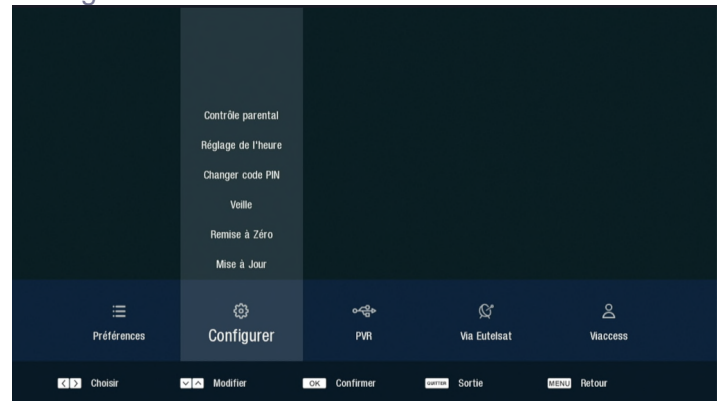 Contrôle parental
Réglage de l'heure
Changer code PIN
Veille
Remise à Zéro
Mise à Jour
Préférences Configurer PVR Via Eutelsat Viaccess
Choisir Modifier OK Confirmer QUITTER Sortie MENU Retour